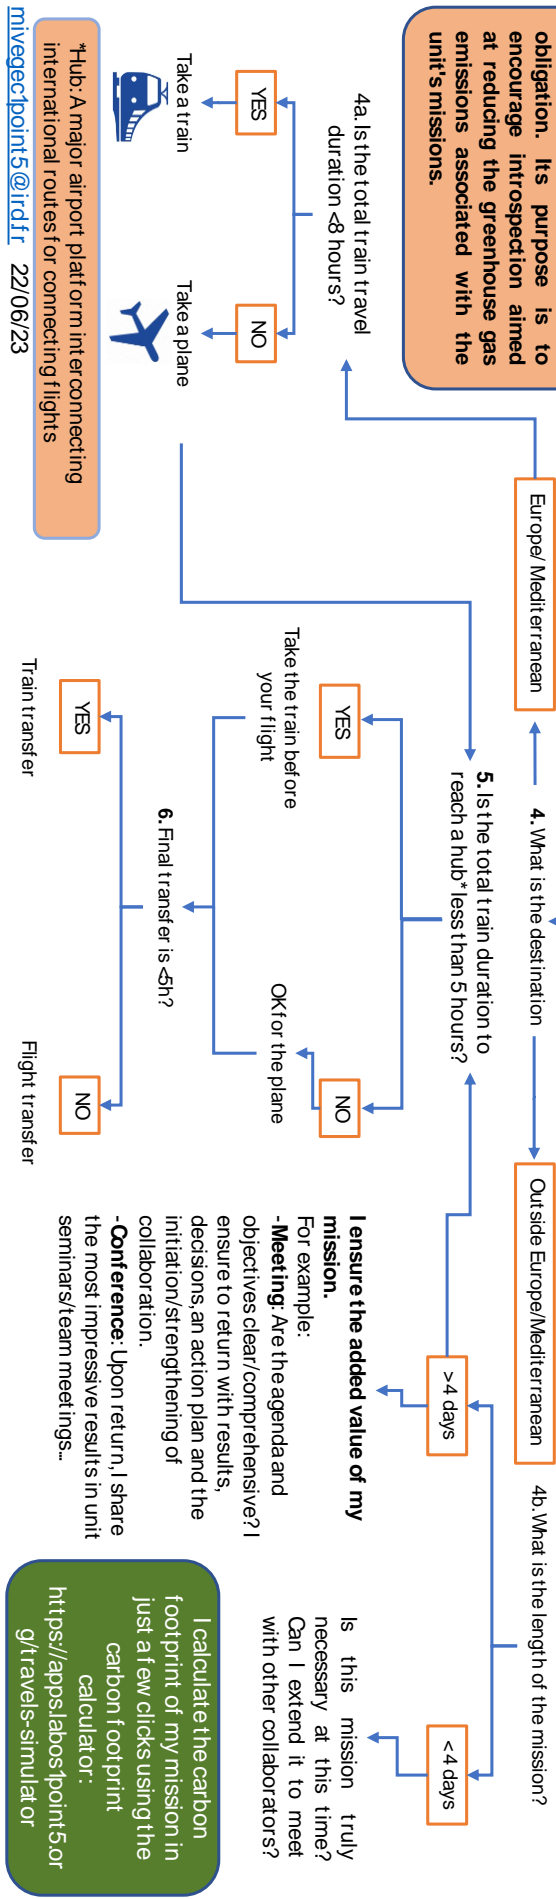 obligation. Its purpose is to
encourage introspection aimed
at reducing the greenhouse gas
emissions associated with the
unit's missions.
Europe/ Mediterranean
4. What is the destination
Outside Europe/Mediterranean
4a. Is the total train travel
duration <8 hours?
YES
NO
Take a train
Take a plane
4b. What is the length of the mission?
>4 days
<4 days
5. Is the total train duration to
reach a hub* less than 5 hours?
YES
NO
Take the train before
your flight
OK for the plane
6. Final transfer is <5h?
YES
NO
Train transfer
Flight transfer
I ensure the added value of my
mission.
For example:
- Meeting: Are the agenda and
objectives clear/comprehensive? I
ensure to return with results,
decisions, an action plan and the
initiation/strengthening of
collaboration.
- Conference: Upon return, I share
the most impressive results in unit
seminars/team meetings...
Is this mission truly
necessary at this time?
Can I extend it to meet
with other collaborators?
*Hub: A major airport platform interconnecting
international routes for connecting flights
mivegec1point5@ird.fr 22/06/23
I calculate the carbon
footprint of my mission in
just a few clicks using the
carbon footprint
calculator:
https://apps.labos1point5.or
g/travels-simulator